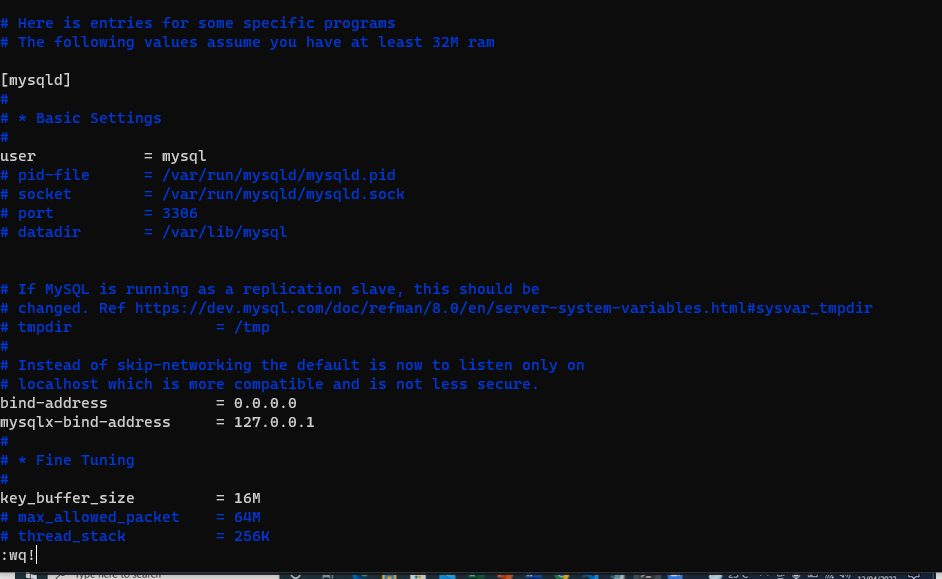 # Here is entries for some specific programs
# The following values assume you have at least 32M ram
[mysqld]
#
# * Basic Settings
#
user = mysql
# pid-file = /var/run/mysqld/mysqld.pid
# socket = /var/run/mysqld/mysqld.sock
# port = 3306
# datadir = /var/lib/mysql
# If MySQL is running as a replication slave, this should be
# changed. Ref https://dev.mysql.com/doc/refman/8.0/en/server-system-variables.html#sysvar_tmpdir
# tmpdir = /tmp
#
# Instead of skip-networking the default is now to listen only on
# localhost which is more compatible and is not less secure.
bind-address = 0.0.0.0
mysqlx-bind-address = 127.0.0.1
#
# * Fine Tuning
#
key_buffer_size = 16M
# max_allowed_packet = 64M
# thread_stack = 256K
:wq!
Type here to search